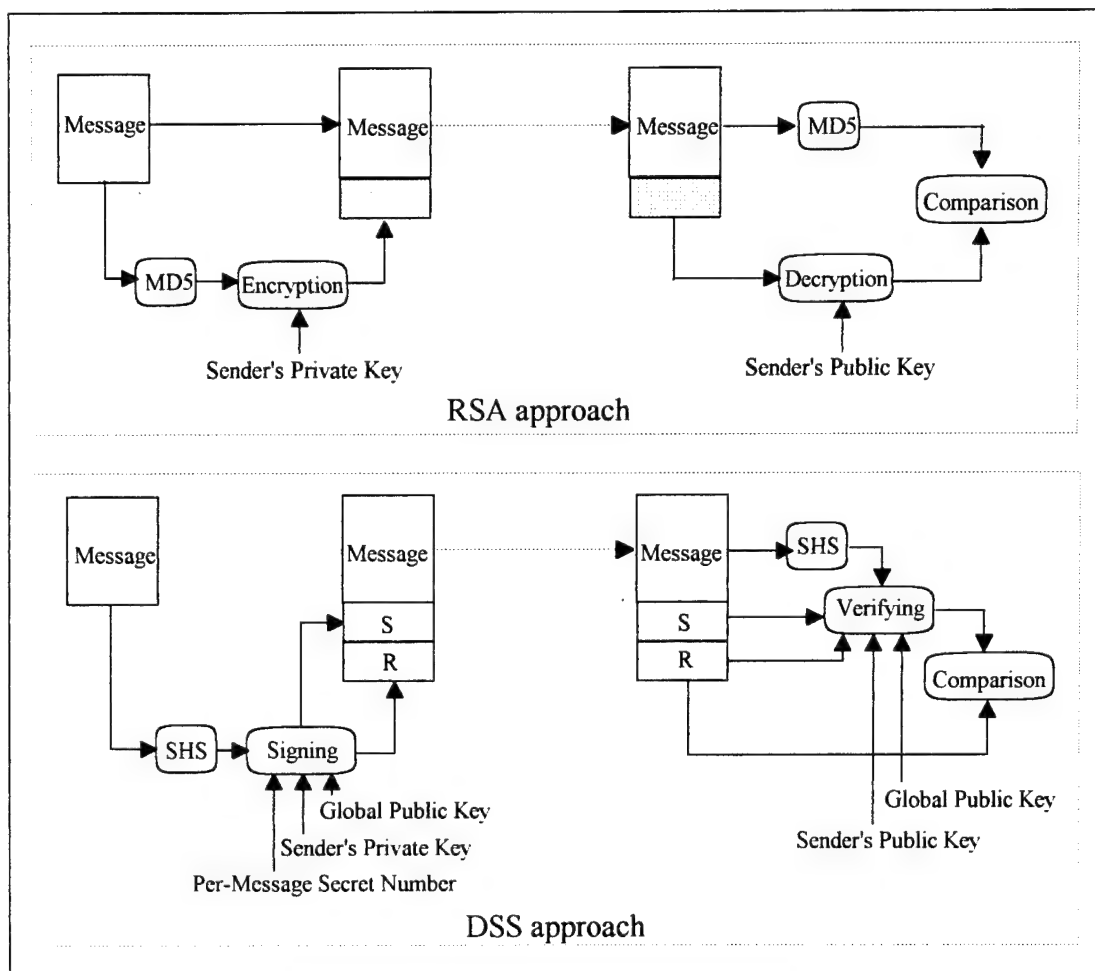 Message
Message
Message
MD5
Comparison
MD5
Encryption
Decryption
Sender's Private Key
Sender's Public Key
RSA approach
Message
Message
Message
SHS
Verifying
S
S
R
R
Comparison
SHS
Signing
Global Public Key
Global Public Key
Sender's Private Key
Sender's Public Key
Per-Message Secret Number
DSS approach